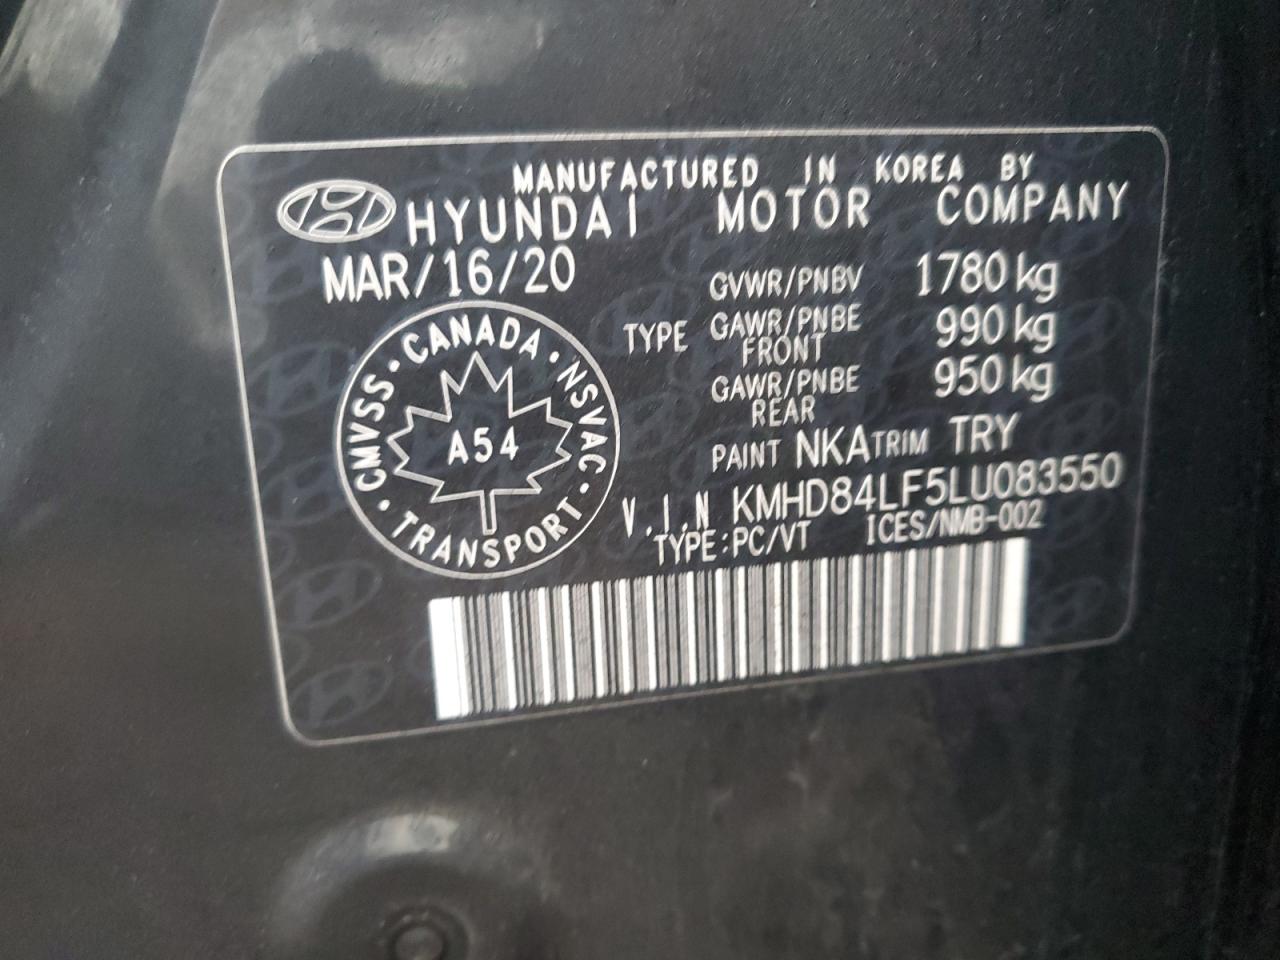 MANUFACTURED IN KOREA BY
HYUNDAI MOTOR COMPANY
MAR/16/20
GVWR/PNBV 1780 kg
TYPE GAWR/PNBE FRONT 990 kg
GAWR/PNBE REAR 950 kg
PAINT NKA TRIM TRY
V.I.N KMHD84LF5LU083550
TYPE:PC/VT ICES/NMB-002
CANADA · NSVAC · TRANSPORT · CMVSS ·
A54